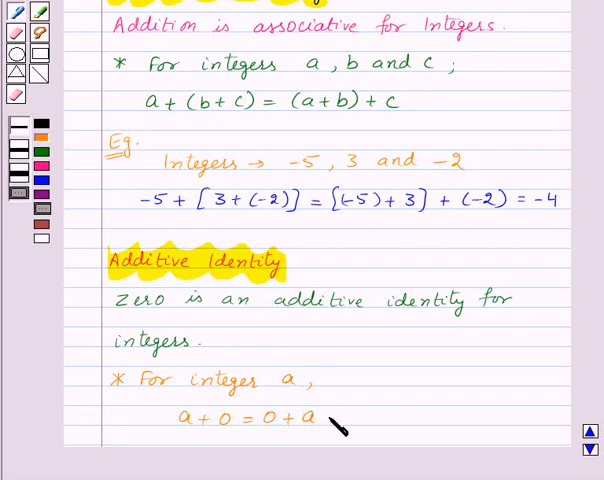 Addition is associative for Integers.
* For integers a, b and c;
a + (b + c) = (a + b) + c
Eg.
Integers → -5, 3 and -2
-5 + [3 + (-2)] = [(-5) + 3] + (-2) = -4
Additive Identity
Zero is an additive identity for
integers.
* For integer a,
a + 0 = 0 + a